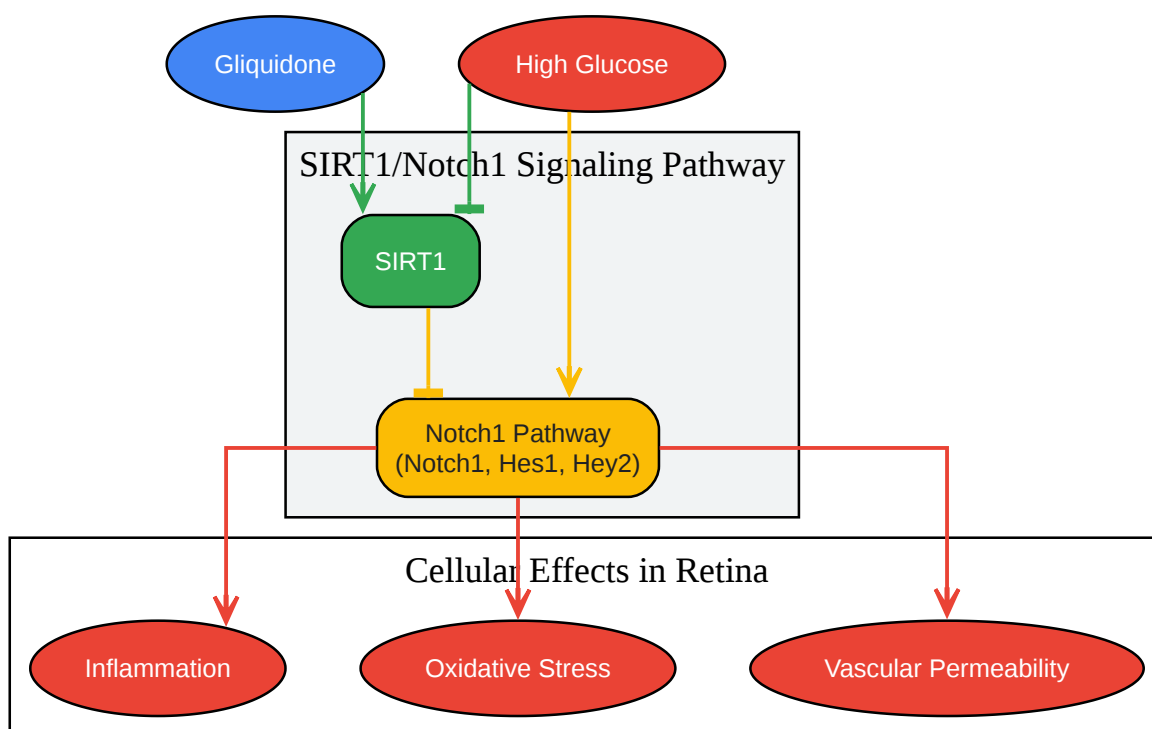 Gliquidone
High Glucose
SIRT1/Notch1 Signaling Pathway
SIRT1
Notch1 Pathway
(Notch1, Hes1, Hey2)
Cellular Effects in Retina
Inflammation
Oxidative Stress
Vascular Permeability